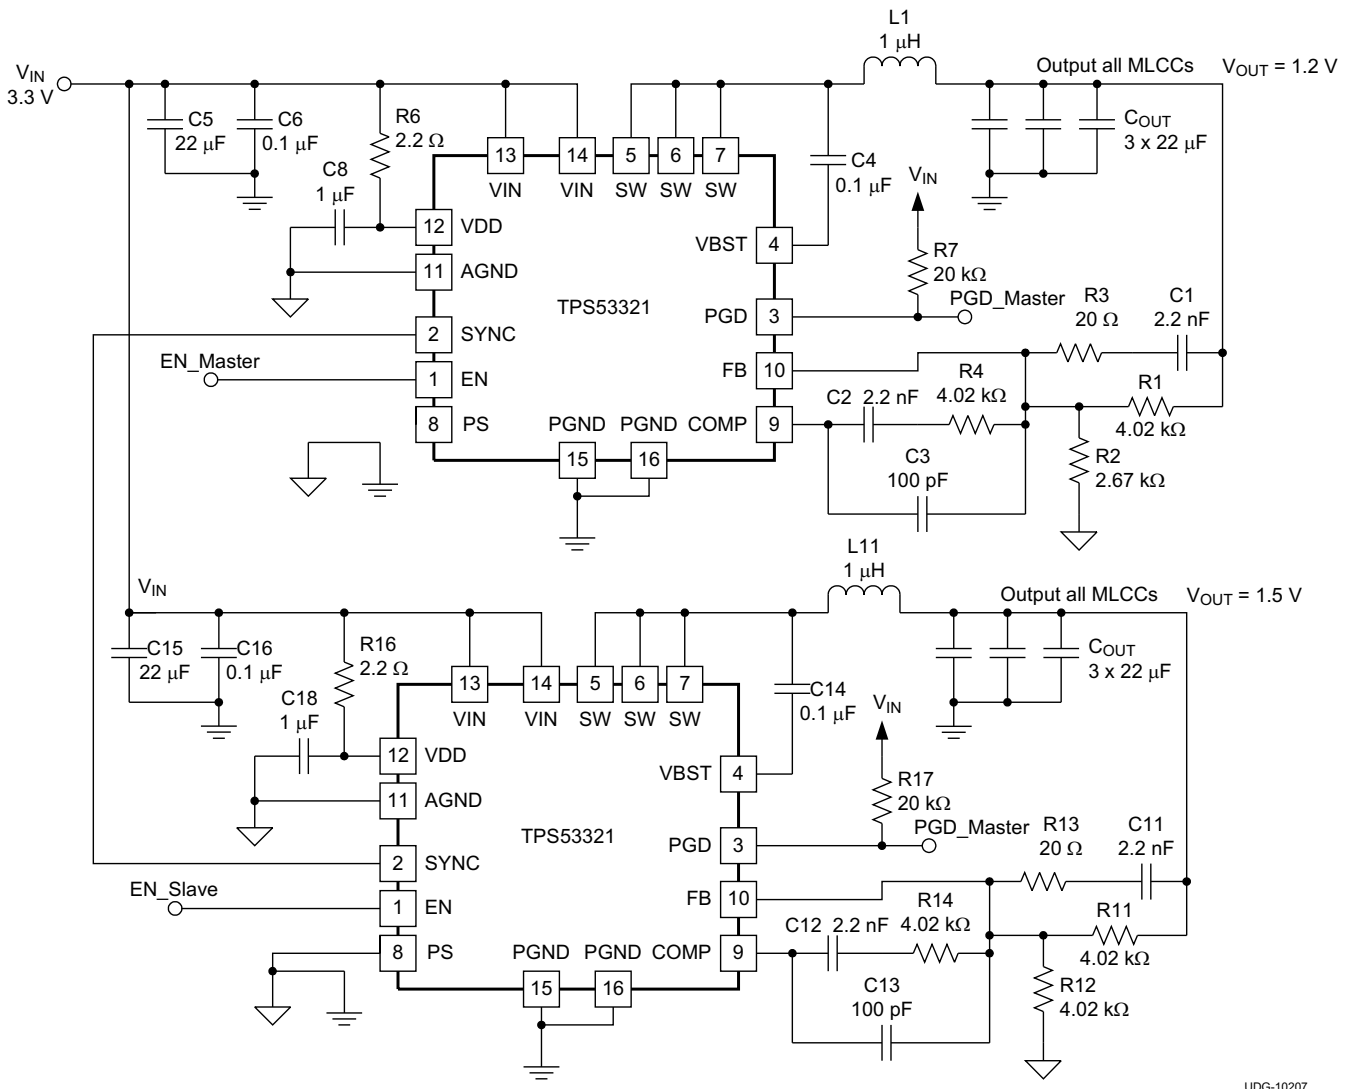 L1
1 μH
VIN
3.3 V
Output all MLCCs
VOUT = 1.2 V
C5
22 μF
C6
0.1 μF
R6
2.2 Ω
C8
1 μF
13
VIN
14
VIN
5
SW
6
SW
7
SW
C4
0.1 μF
COUT
3 x 22 μF
VIN
12
VDD
VBST
4
R7
20 kΩ
11
AGND
TPS53321
PGD
3
PGD_Master
R3
20 Ω
C1
2.2 nF
2
SYNC
EN_Master
1
EN
FB
10
R4
4.02 kΩ
C2
2.2 nF
R1
4.02 kΩ
8
PS
PGND
15
PGND
16
COMP
9
C3
100 pF
R2
2.67 kΩ
L11
1 μH
VIN
Output all MLCCs
VOUT = 1.5 V
C15
22 μF
C16
0.1 μF
R16
2.2 Ω
C18
1 μF
13
VIN
14
VIN
5
SW
6
SW
7
SW
C14
0.1 μF
COUT
3 x 22 μF
VIN
12
VDD
VBST
4
R17
20 kΩ
11
AGND
TPS53321
PGD
3
PGD_Master
R13
20 Ω
C11
2.2 nF
2
SYNC
EN_Slave
1
EN
FB
10
R14
4.02 kΩ
C12
2.2 nF
R11
4.02 kΩ
8
PS
PGND
15
PGND
16
COMP
9
C13
100 pF
R12
4.02 kΩ
UDG-10207